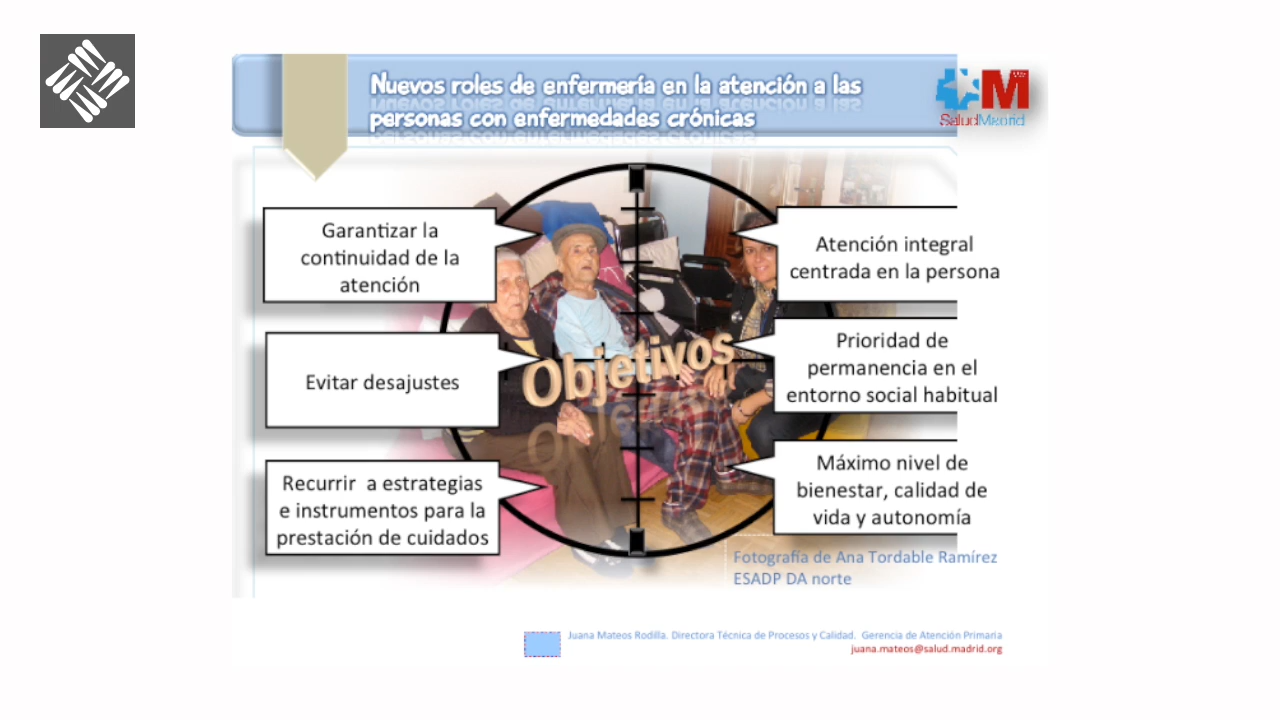 Nuevos roles de enfermería en la atención a las
personas con enfermedades crónicas
M
SaludMadrid
Garantizar la
continuidad de la
atención
Atención integral
centrada en la persona
Evitar desajustes
Objetivos
Prioridad de
permanencia en el
entorno social habitual
Recurrir a estrategias
e instrumentos para la
prestación de cuidados
Máximo nivel de
bienestar, calidad de
vida y autonomía
Fotografía de Ana Tordable Ramírez
ESADP DA norte
Juana Mateos Rodilla. Directora Técnica de Procesos y Calidad. Gerencia de Atención Primaria
juana.mateos@salud.madrid.org